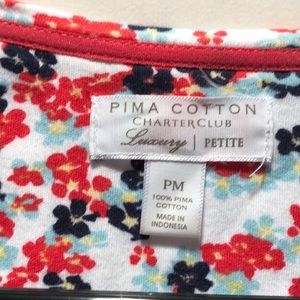 PIMA COTTON
CHARTER CLUB
Luxury | PETITE
PM
100% PIMA
COTTON
MADE IN
INDONESIA